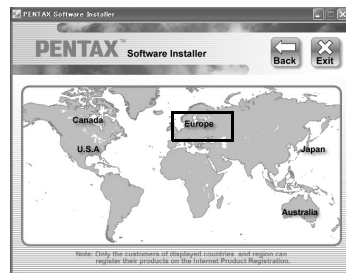 PENTAX Software Installer
PENTAX™ Software Installer
Back Exit
Canada
Europe
U.S.A
Japan
Australia
Note: Only the customers of displayed countries and region can
register their products on the Internet Product Registration.